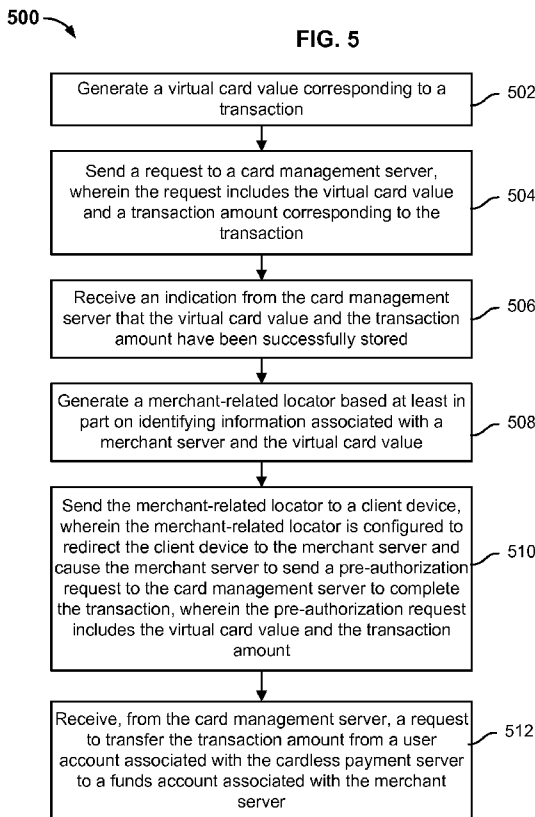 500
FIG. 5
Generate a virtual card value corresponding to a
transaction
502
Send a request to a card management server,
wherein the request includes the virtual card value
and a transaction amount corresponding to the
transaction
504
Receive an indication from the card management
server that the virtual card value and the transaction
amount have been successfully stored
506
Generate a merchant-related locator based at least in
part on identifying information associated with a
merchant server and the virtual card value
508
Send the merchant-related locator to a client device,
wherein the merchant-related locator is configured to
redirect the client device to the merchant server and
cause the merchant server to send a pre-authorization
request to the card management server to complete
the transaction, wherein the pre-authorization request
includes the virtual card value and the transaction
amount
510
Receive, from the card management server, a request
to transfer the transaction amount from a user
account associated with the cardless payment server
to a funds account associated with the merchant
server
512